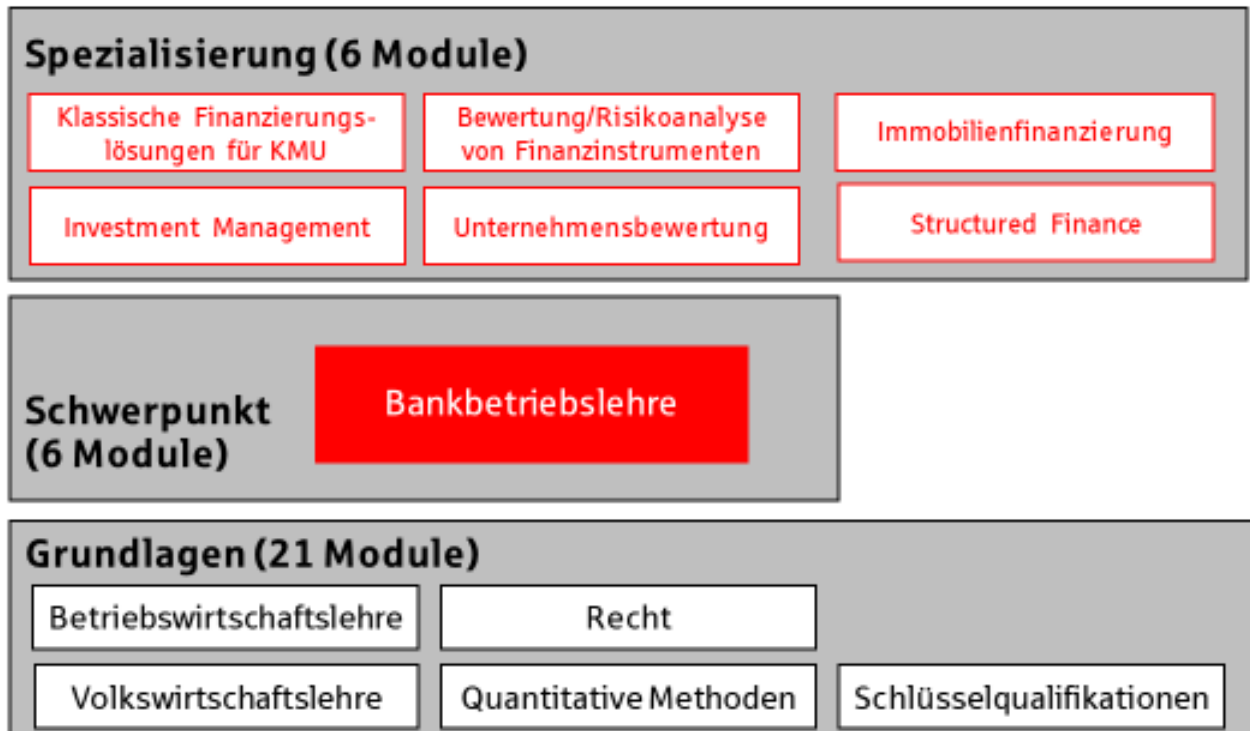 Spezialisierung (6 Module)
Klassische Finanzierungs-
lösungen für KMU
Bewertung/Risikoanalyse
von Finanzinstrumenten
Immobilienfinanzierung
Investment Management
Unternehmensbewertung
Structured Finance
Schwerpunkt
(6 Module)
Bankbetriebslehre
Grundlagen (21 Module)
Betriebswirtschaftslehre
Recht
Volkswirtschaftslehre
Quantitative Methoden
Schlüsselqualifikationen